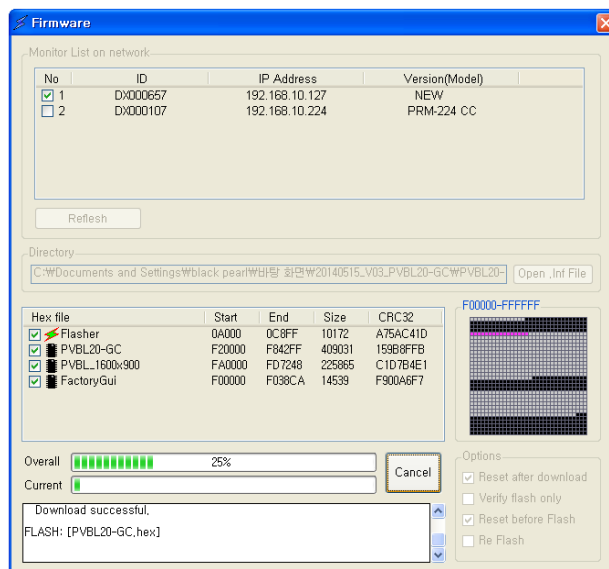 Firmware
Monitor List on network
No ID IP Address Version(Model)
1 DX000657 192.168.10.127 NEW
2 DX000107 192.168.10.224 PRM-224 CC
Reflesh
Directory
C:₩Documents and Settings₩black pearl₩바탕 화면₩20140515_V03_PVBL20-GC₩PVBL20- Open .Inf File
Hex file Start End Size CRC32
Flasher 0A000 0C8FF 10172 A75AC41D
PVBL20-GC F20000 F842FF 409031 159B8FFB
PVBL_1600x900 FA0000 FD7248 225865 C1D7B4E1
FactoryGui F00000 F038CA 14539 F900A6F7
F00000-FFFFFF
Overall 25%
Current
Cancel
Download successful.
FLASH: [PVBL20-GC.hex]
Options
Reset after download
Verify flash only
Reset before Flash
Re Flash